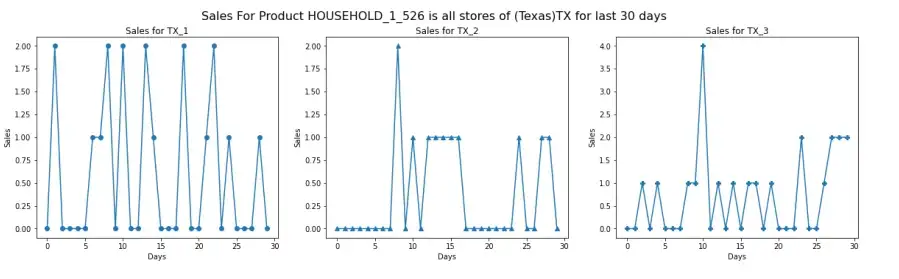 Sales For Product HOUSEHOLD_1_526 is all stores of (Texas)TX for last 30 days
Sales for TX_1
2.00
1.75
1.50
1.25
1.00
0.75
0.50
0.25
0.00
Sales
0 5 10 15 20 25 30
Days
Sales for TX_2
2.00
1.75
1.50
1.25
1.00
0.75
0.50
0.25
0.00
Sales
0 5 10 15 20 25 30
Days
Sales for TX_3
4.0
3.5
3.0
2.5
2.0
1.5
1.0
0.5
0.0
Sales
0 5 10 15 20 25 30
Days